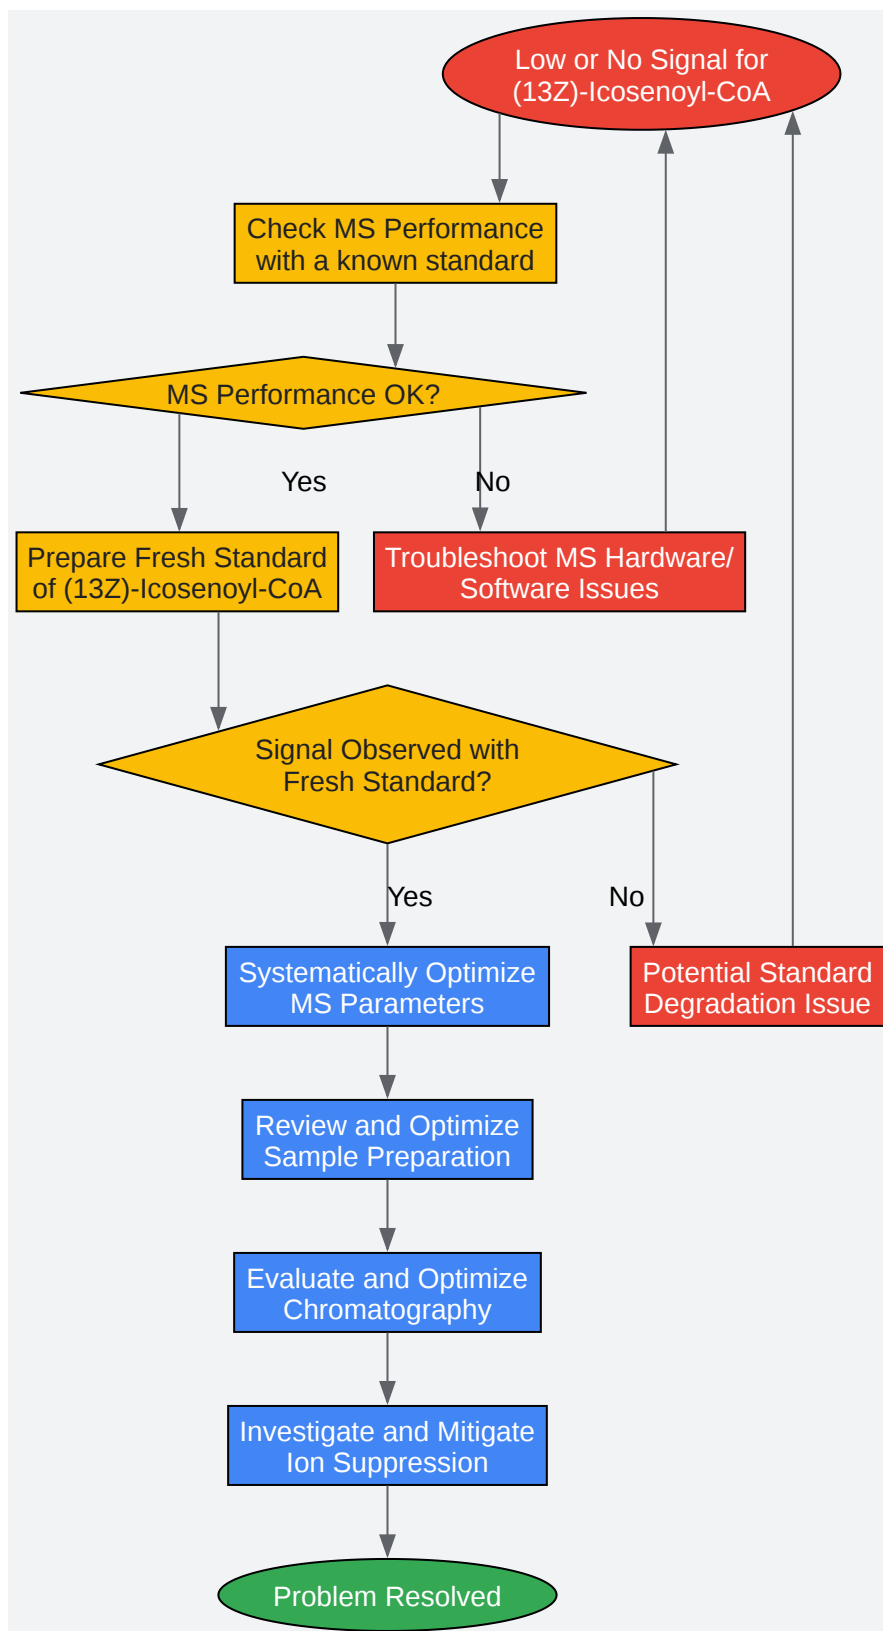 Low or No Signal for
(13Z)-Icosenoyl-CoA
Check MS Performance
with a known standard
MS Performance OK?
Yes
No
Prepare Fresh Standard
of (13Z)-Icosenoyl-CoA
Troubleshoot MS Hardware/
Software Issues
Signal Observed with
Fresh Standard?
Yes
No
Systematically Optimize
MS Parameters
Potential Standard
Degradation Issue
Review and Optimize
Sample Preparation
Evaluate and Optimize
Chromatography
Investigate and Mitigate
Ion Suppression
Problem Resolved